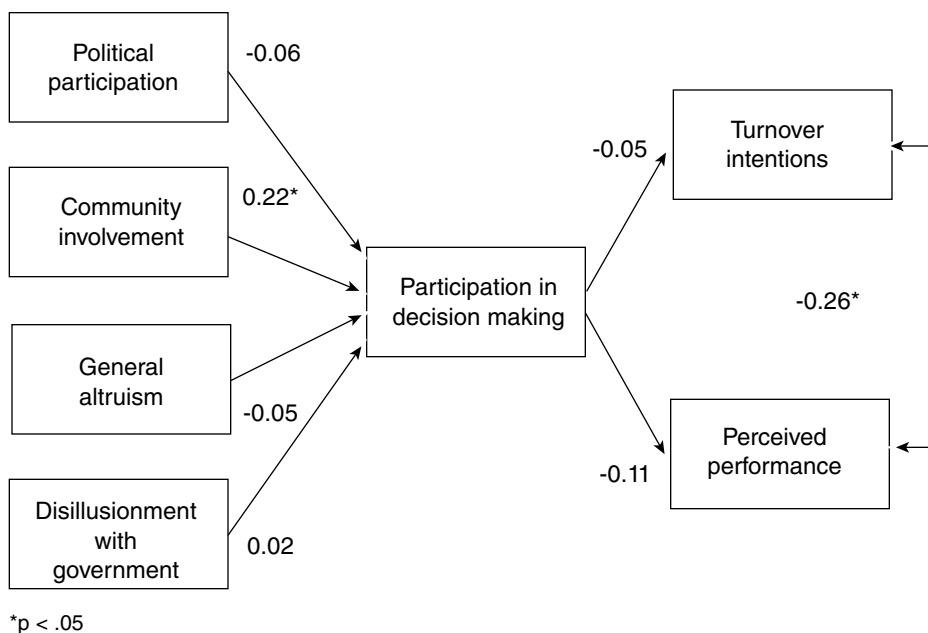 Political
participation
-0.06
Community
involvement
0.22*
General
altruism
-0.05
Disillusionment
with
government
0.02
Participation in
decision making
-0.05
Turnover
intentions
-0.26*
-0.11
Perceived
performance
*p < .05